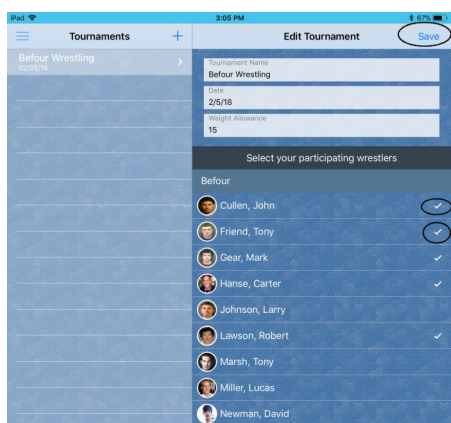 iPad 3:05 PM 67%
Tournaments + Edit Tournament Save
Befour Wrestling
02/05/18
Tournament Name
Befour Wrestling
Date
2/5/18
Weight Allowance
15
Select your participating wrestlers
Befour
Cullen, John
Friend, Tony
Gear, Mark
Hanse, Carter
Johnson, Larry
Lawson, Robert
Marsh, Tony
Miller, Lucas
Newman, David